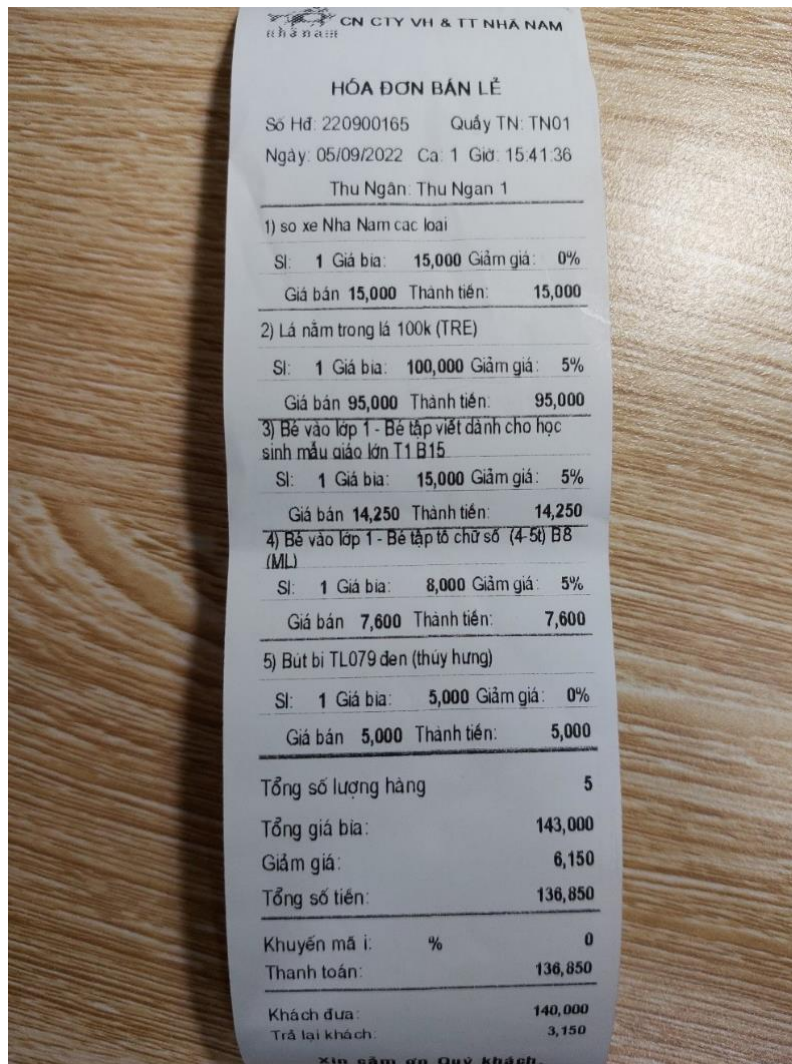 nhã nam CN CTY VH & TT NHÃ NAM
HÓA ĐƠN BÁN LẺ
Số Hđ: 220900165 Quầy TN: TN01
Ngày: 05/09/2022 Ca: 1 Giờ: 15:41:36
Thu Ngân: Thu Ngan 1
1) so xe Nha Nam cac loai
Sl: 1 Giá bìa: 15,000 Giảm giá: 0%
Giá bán 15,000 Thành tiền: 15,000
2) Lá nằm trong lá 100k (TRE)
Sl: 1 Giá bìa: 100,000 Giảm giá: 5%
Giá bán 95,000 Thành tiền: 95,000
3) Bé vào lớp 1 - Bé tập viết dành cho học
sinh mẫu giáo lớn T1 B15
Sl: 1 Giá bìa: 15,000 Giảm giá: 5%
Giá bán 14,250 Thành tiền: 14,250
4) Bé vào lớp 1 - Bé tập tô chữ số (4-5t) B8
(ML)
Sl: 1 Giá bìa: 8,000 Giảm giá: 5%
Giá bán 7,600 Thành tiền: 7,600
5) Bút bi TL079 đen (thúy hưng)
Sl: 1 Giá bìa: 5,000 Giảm giá: 0%
Giá bán 5,000 Thành tiền: 5,000
Tổng số lượng hàng 5
Tổng giá bìa: 143,000
Giảm giá: 6,150
Tổng số tiền: 136,850
Khuyến mã i: % 0
Thanh toán: 136,850
Khách đưa: 140,000
Trả lại khách: 3,150
Xin cảm ơn Quý khách.